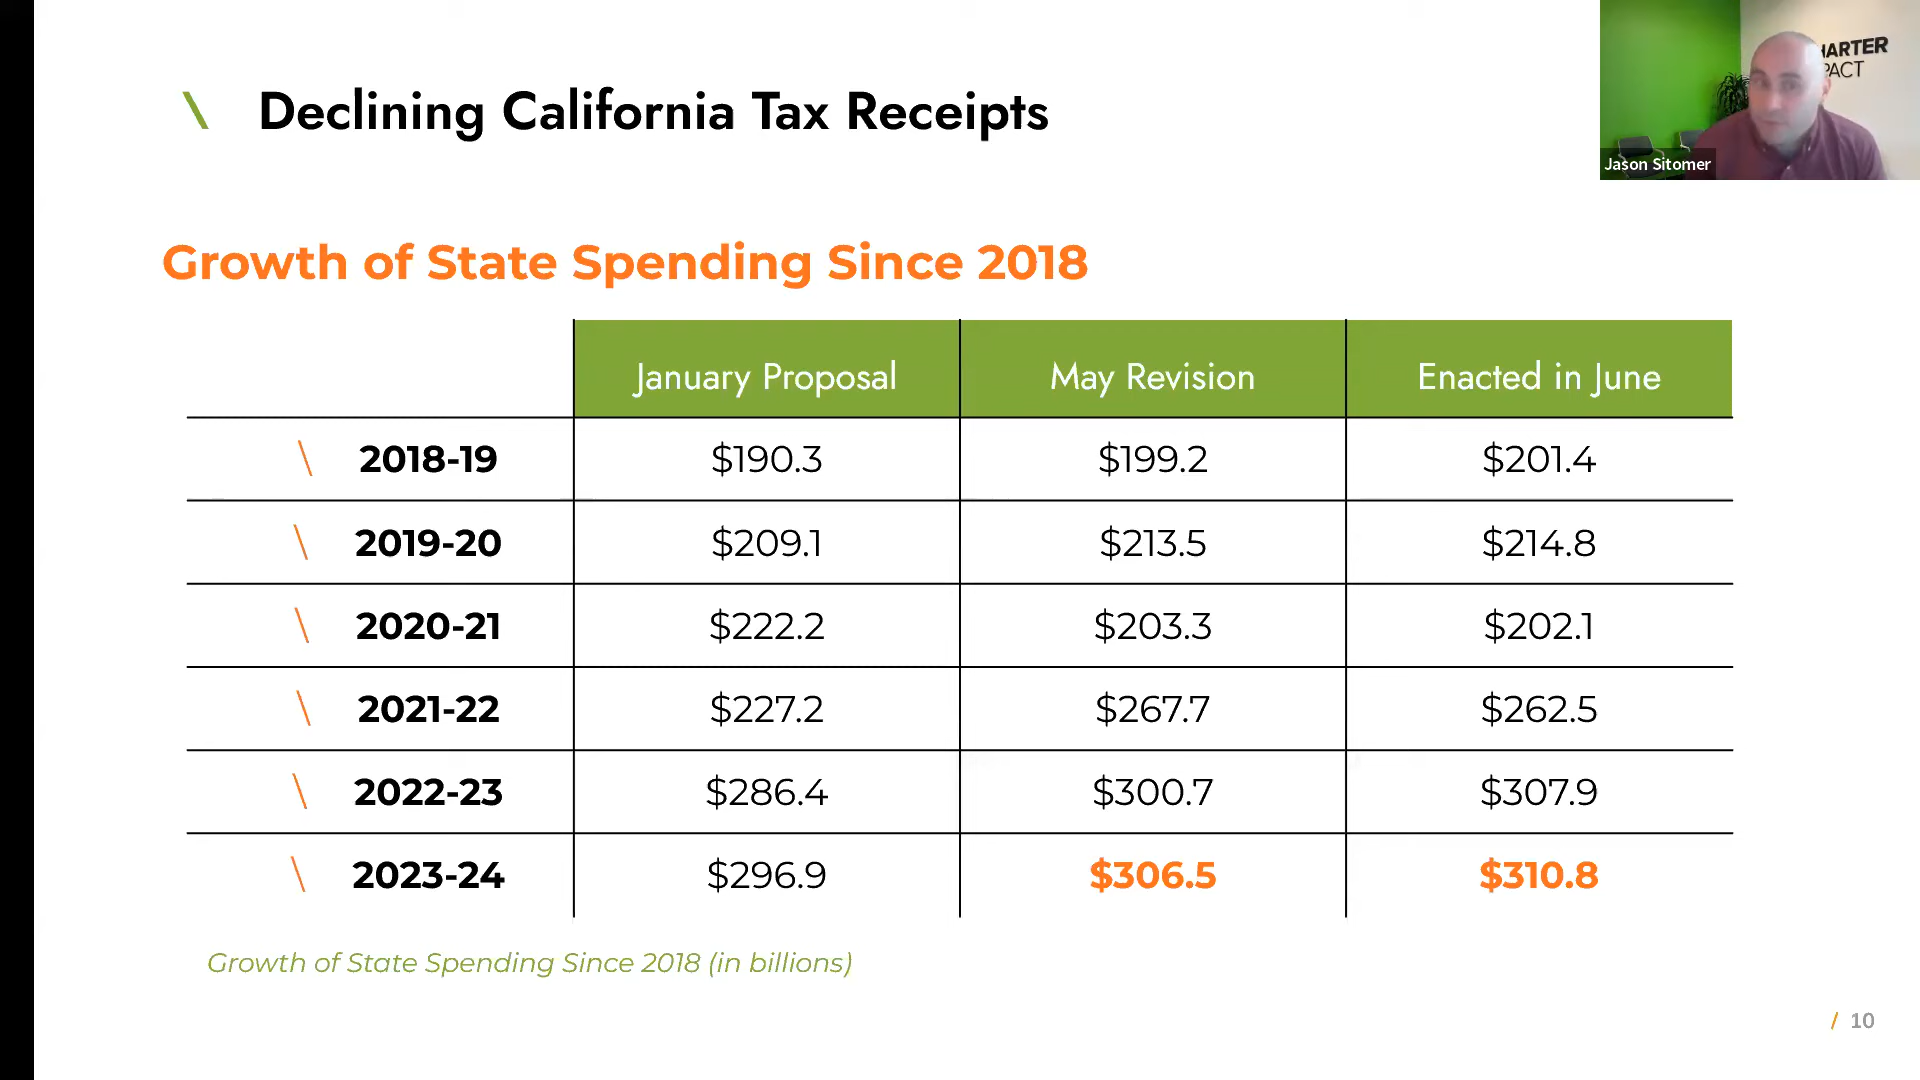 \ Declining California Tax Receipts
HARTER
PACT
Jason Sitomer
Growth of State Spending Since 2018
January Proposal May Revision Enacted in June
\ 2018-19 $190.3 $199.2 $201.4
\ 2019-20 $209.1 $213.5 $214.8
\ 2020-21 $222.2 $203.3 $202.1
\ 2021-22 $227.2 $267.7 $262.5
\ 2022-23 $286.4 $300.7 $307.9
\ 2023-24 $296.9 $306.5 $310.8
Growth of State Spending Since 2018 (in billions)
/ 10